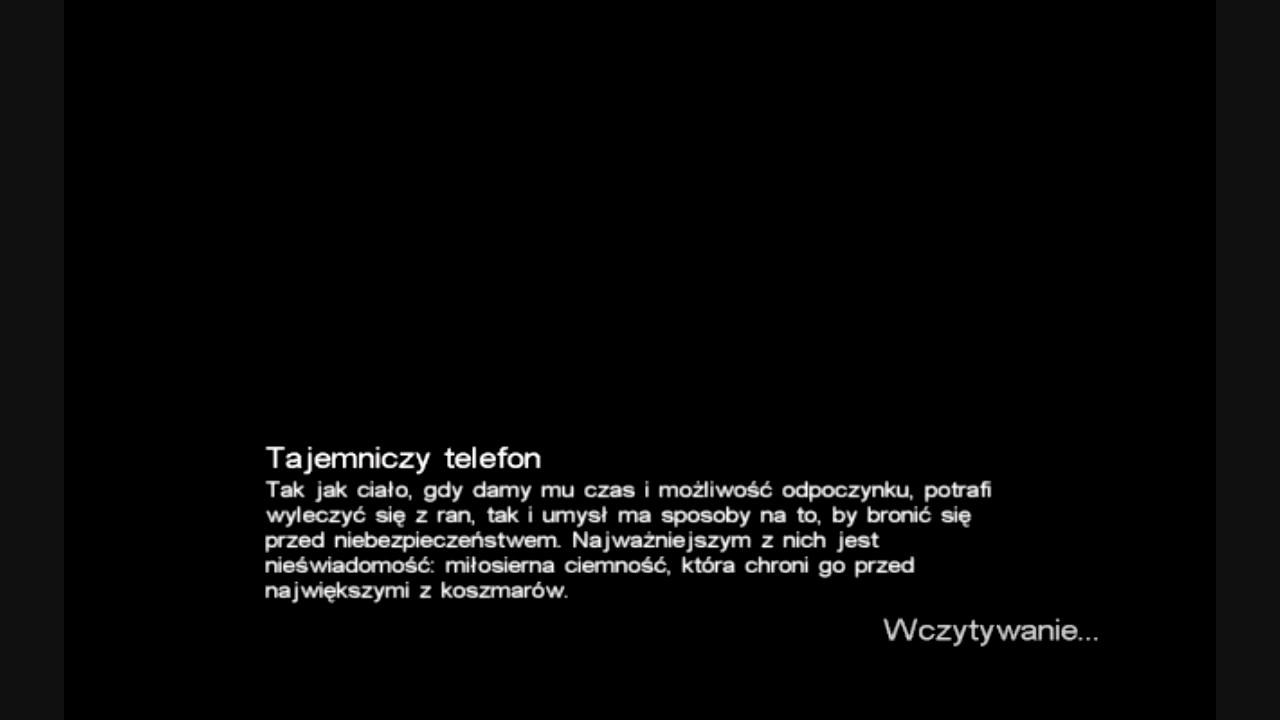 Tajemniczy telefon
Tak jak ciało, gdy damy mu czas i możliwość odpoczynku, potrafi
wyleczyć się z ran, tak i umysł ma sposoby na to, by bronić się
przed niebezpieczeństwem. Najważniejszym z nich jest
nieświadomość: miłosierna ciemność, która chroni go przed
największymi z koszmarów.
Wczytywanie...